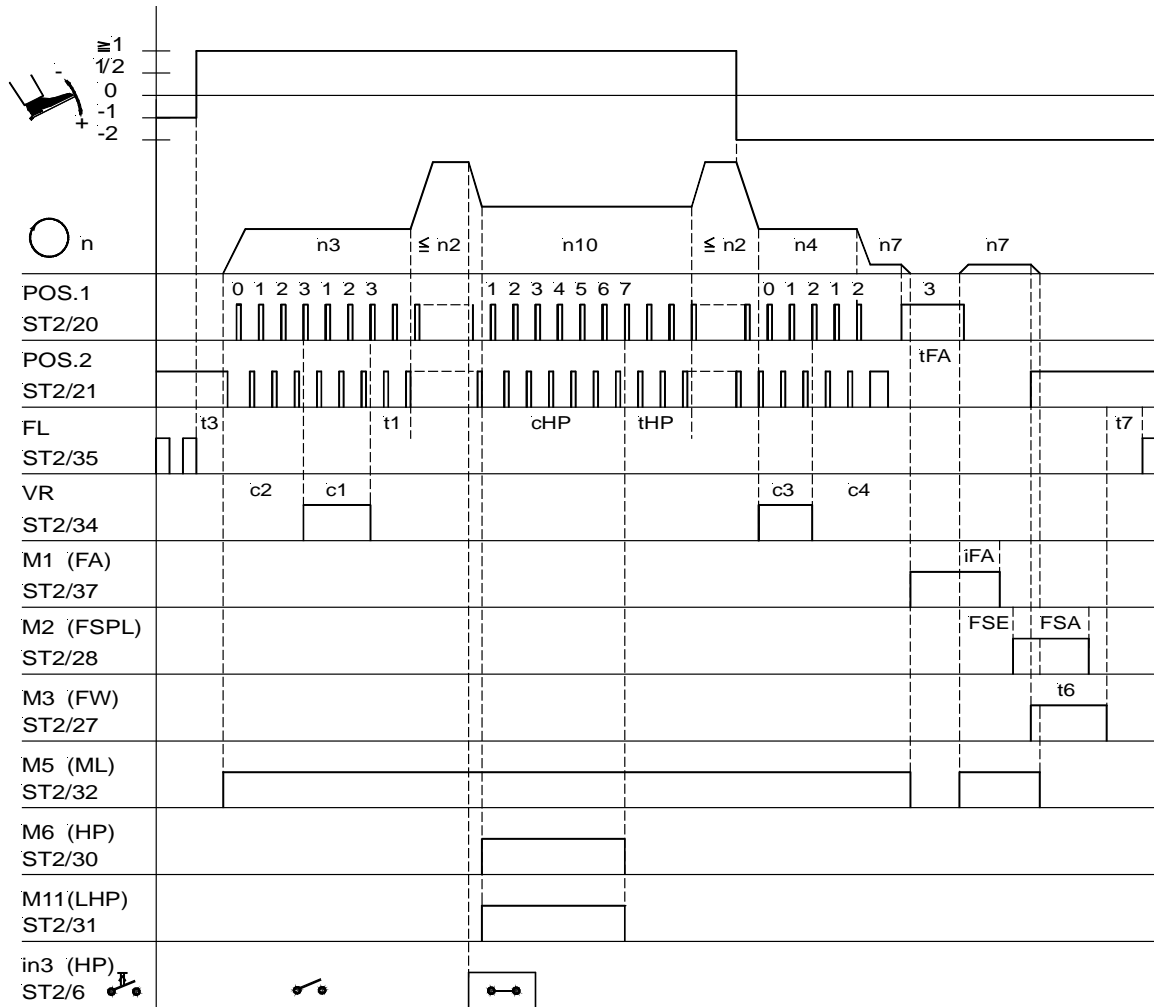 ≧1
1/2
-
0
-1
+
-2
n
n3
≦ n2
n10
≦ n2
n4
n7
n7
POS.1
0 1 2 3 1 2 3
1 2 3 4 5 6 7
0 1 2 1 2
3
ST2/20
POS.2
tFA
ST2/21
FL
t3
t1
cHP
tHP
t7
ST2/35
VR
c2
c1
c3
c4
ST2/34
M1 (FA)
iFA
ST2/37
M2 (FSPL)
FSE
FSA
ST2/28
M3 (FW)
t6
ST2/27
M5 (ML)
ST2/32
M6 (HP)
ST2/30
M11(LHP)
ST2/31
in3 (HP)
ST2/6